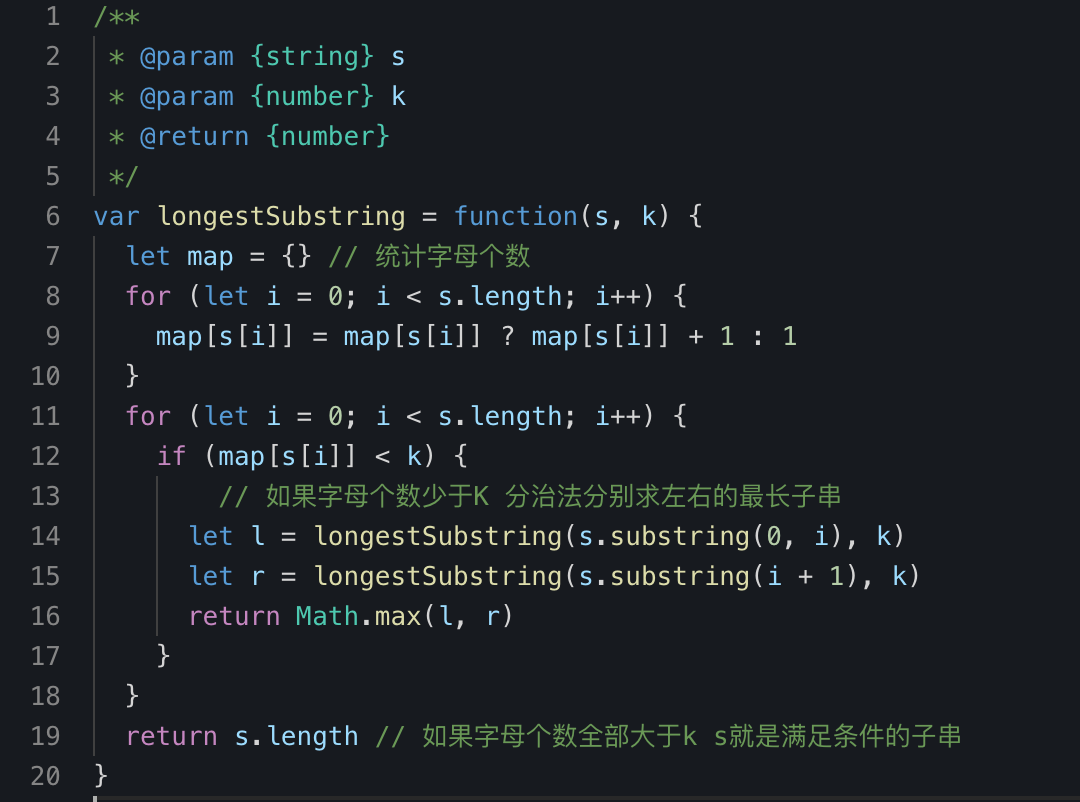 1 /**
2  * @param {string} s
3  * @param {number} k
4  * @return {number}
5  */
6 var longestSubstring = function(s, k) {
7   let map = {} // 统计字母个数
8   for (let i = 0; i < s.length; i++) {
9     map[s[i]] = map[s[i]] ? map[s[i]] + 1 : 1
10   }
11   for (let i = 0; i < s.length; i++) {
12     if (map[s[i]] < k) {
13         // 如果字母个数少于K 分治法分别求左右的最长子串
14       let l = longestSubstring(s.substring(0, i), k)
15       let r = longestSubstring(s.substring(i + 1), k)
16       return Math.max(l, r)
17     }
18   }
19   return s.length // 如果字母个数全部大于k s就是满足条件的子串
20 }